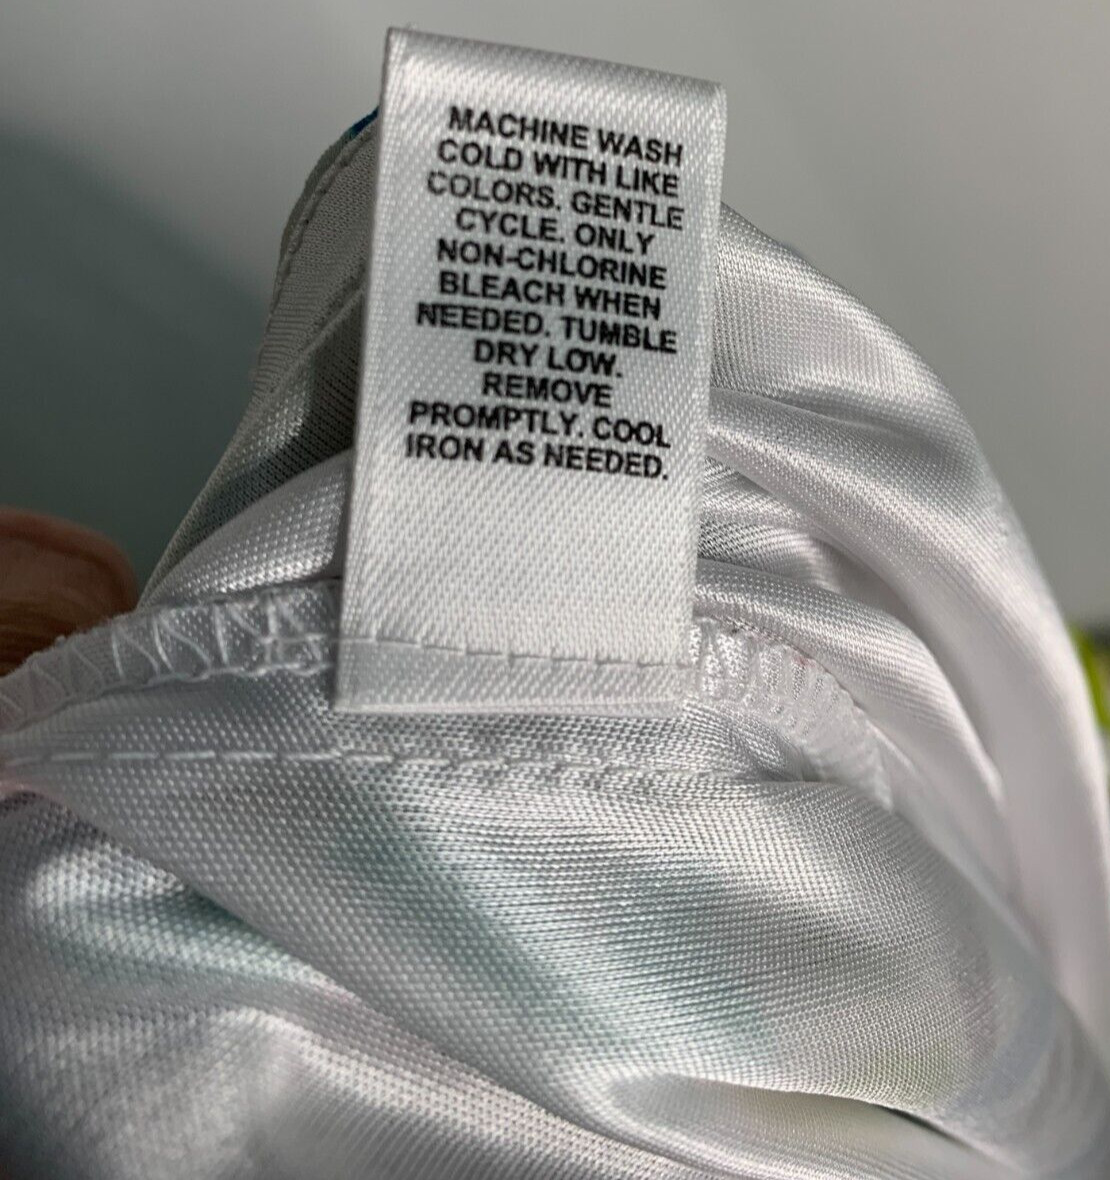 MACHINE WASH
COLD WITH LIKE
COLORS. GENTLE
CYCLE. ONLY
NON-CHLORINE
BLEACH WHEN
NEEDED. TUMBLE
DRY LOW.
REMOVE
PROMPTLY. COOL
IRON AS NEEDED.